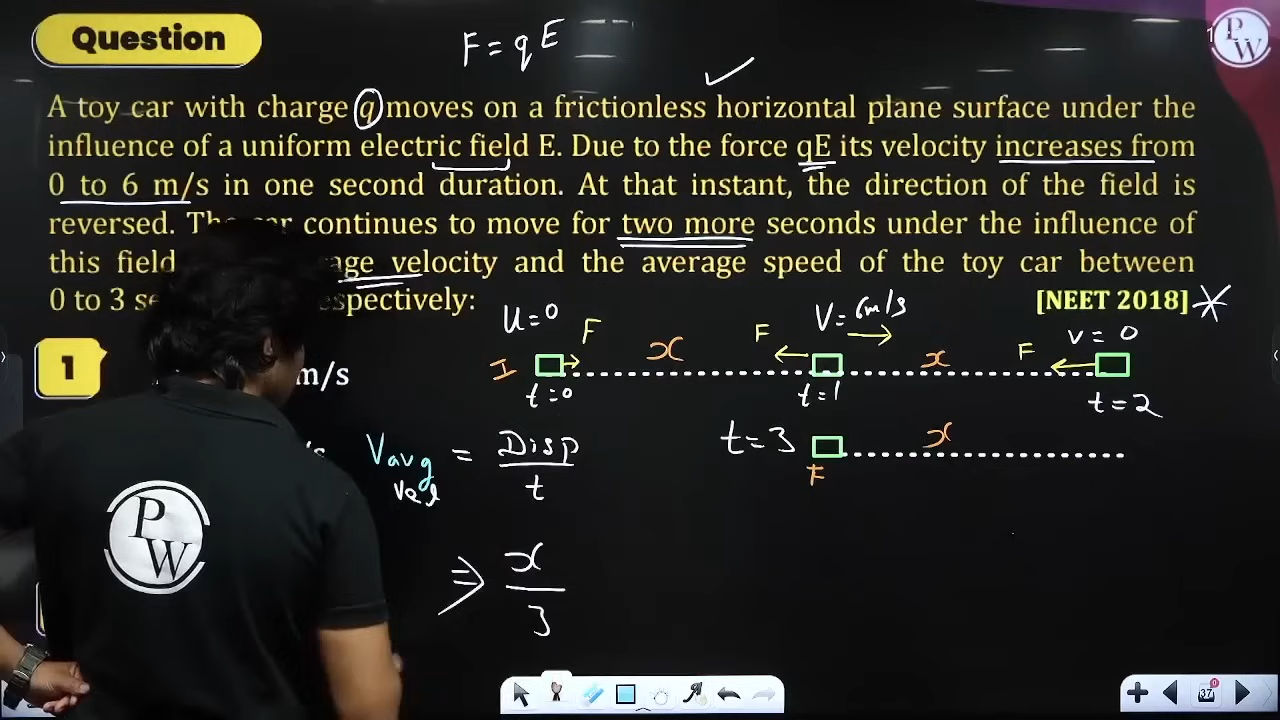 Question
F = qE
A toy car with charge q moves on a frictionless horizontal plane surface under the
influence of a uniform electric field E. Due to the force qE its velocity increases from
0 to 6 m/s in one second duration. At that instant, the direction of the field is
reversed. The car continues to move for two more seconds under the influence of
this field velocity and the average speed of the toy car between
0 to 3 respectively:
[NEET 2018]
u=0 F x F V=6m/s x F v=0
I
t=0 t=1 t=2
1 m/s
t=3 x
F
Vavg = Disp
vel t
⇒ x
3
PW
PW
37